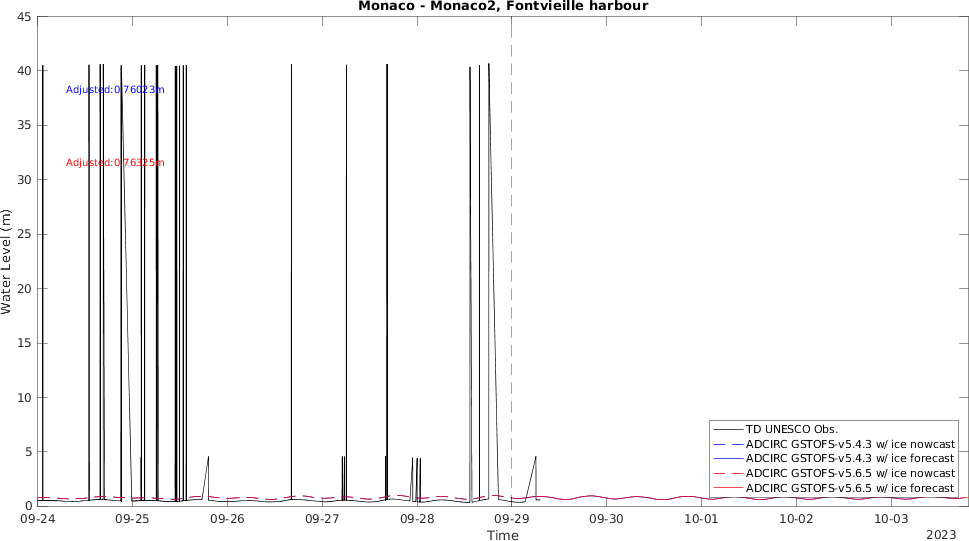 Monaco - Monaco2, Fontvieille harbour
45
40
35
30
25
20
15
10
5
0
Water Level (m)
Adjusted:0.76023m
Adjusted:0.76325m
TD UNESCO Obs.
ADCIRC GSTOFS-v5.4.3 w/ ice nowcast
ADCIRC GSTOFS-v5.4.3 w/ ice forecast
ADCIRC GSTOFS-v5.6.5 w/ ice nowcast
ADCIRC GSTOFS-v5.6.5 w/ ice forecast
09-24 09-25 09-26 09-27 09-28 09-29 09-30 10-01 10-02 10-03
Time
2023